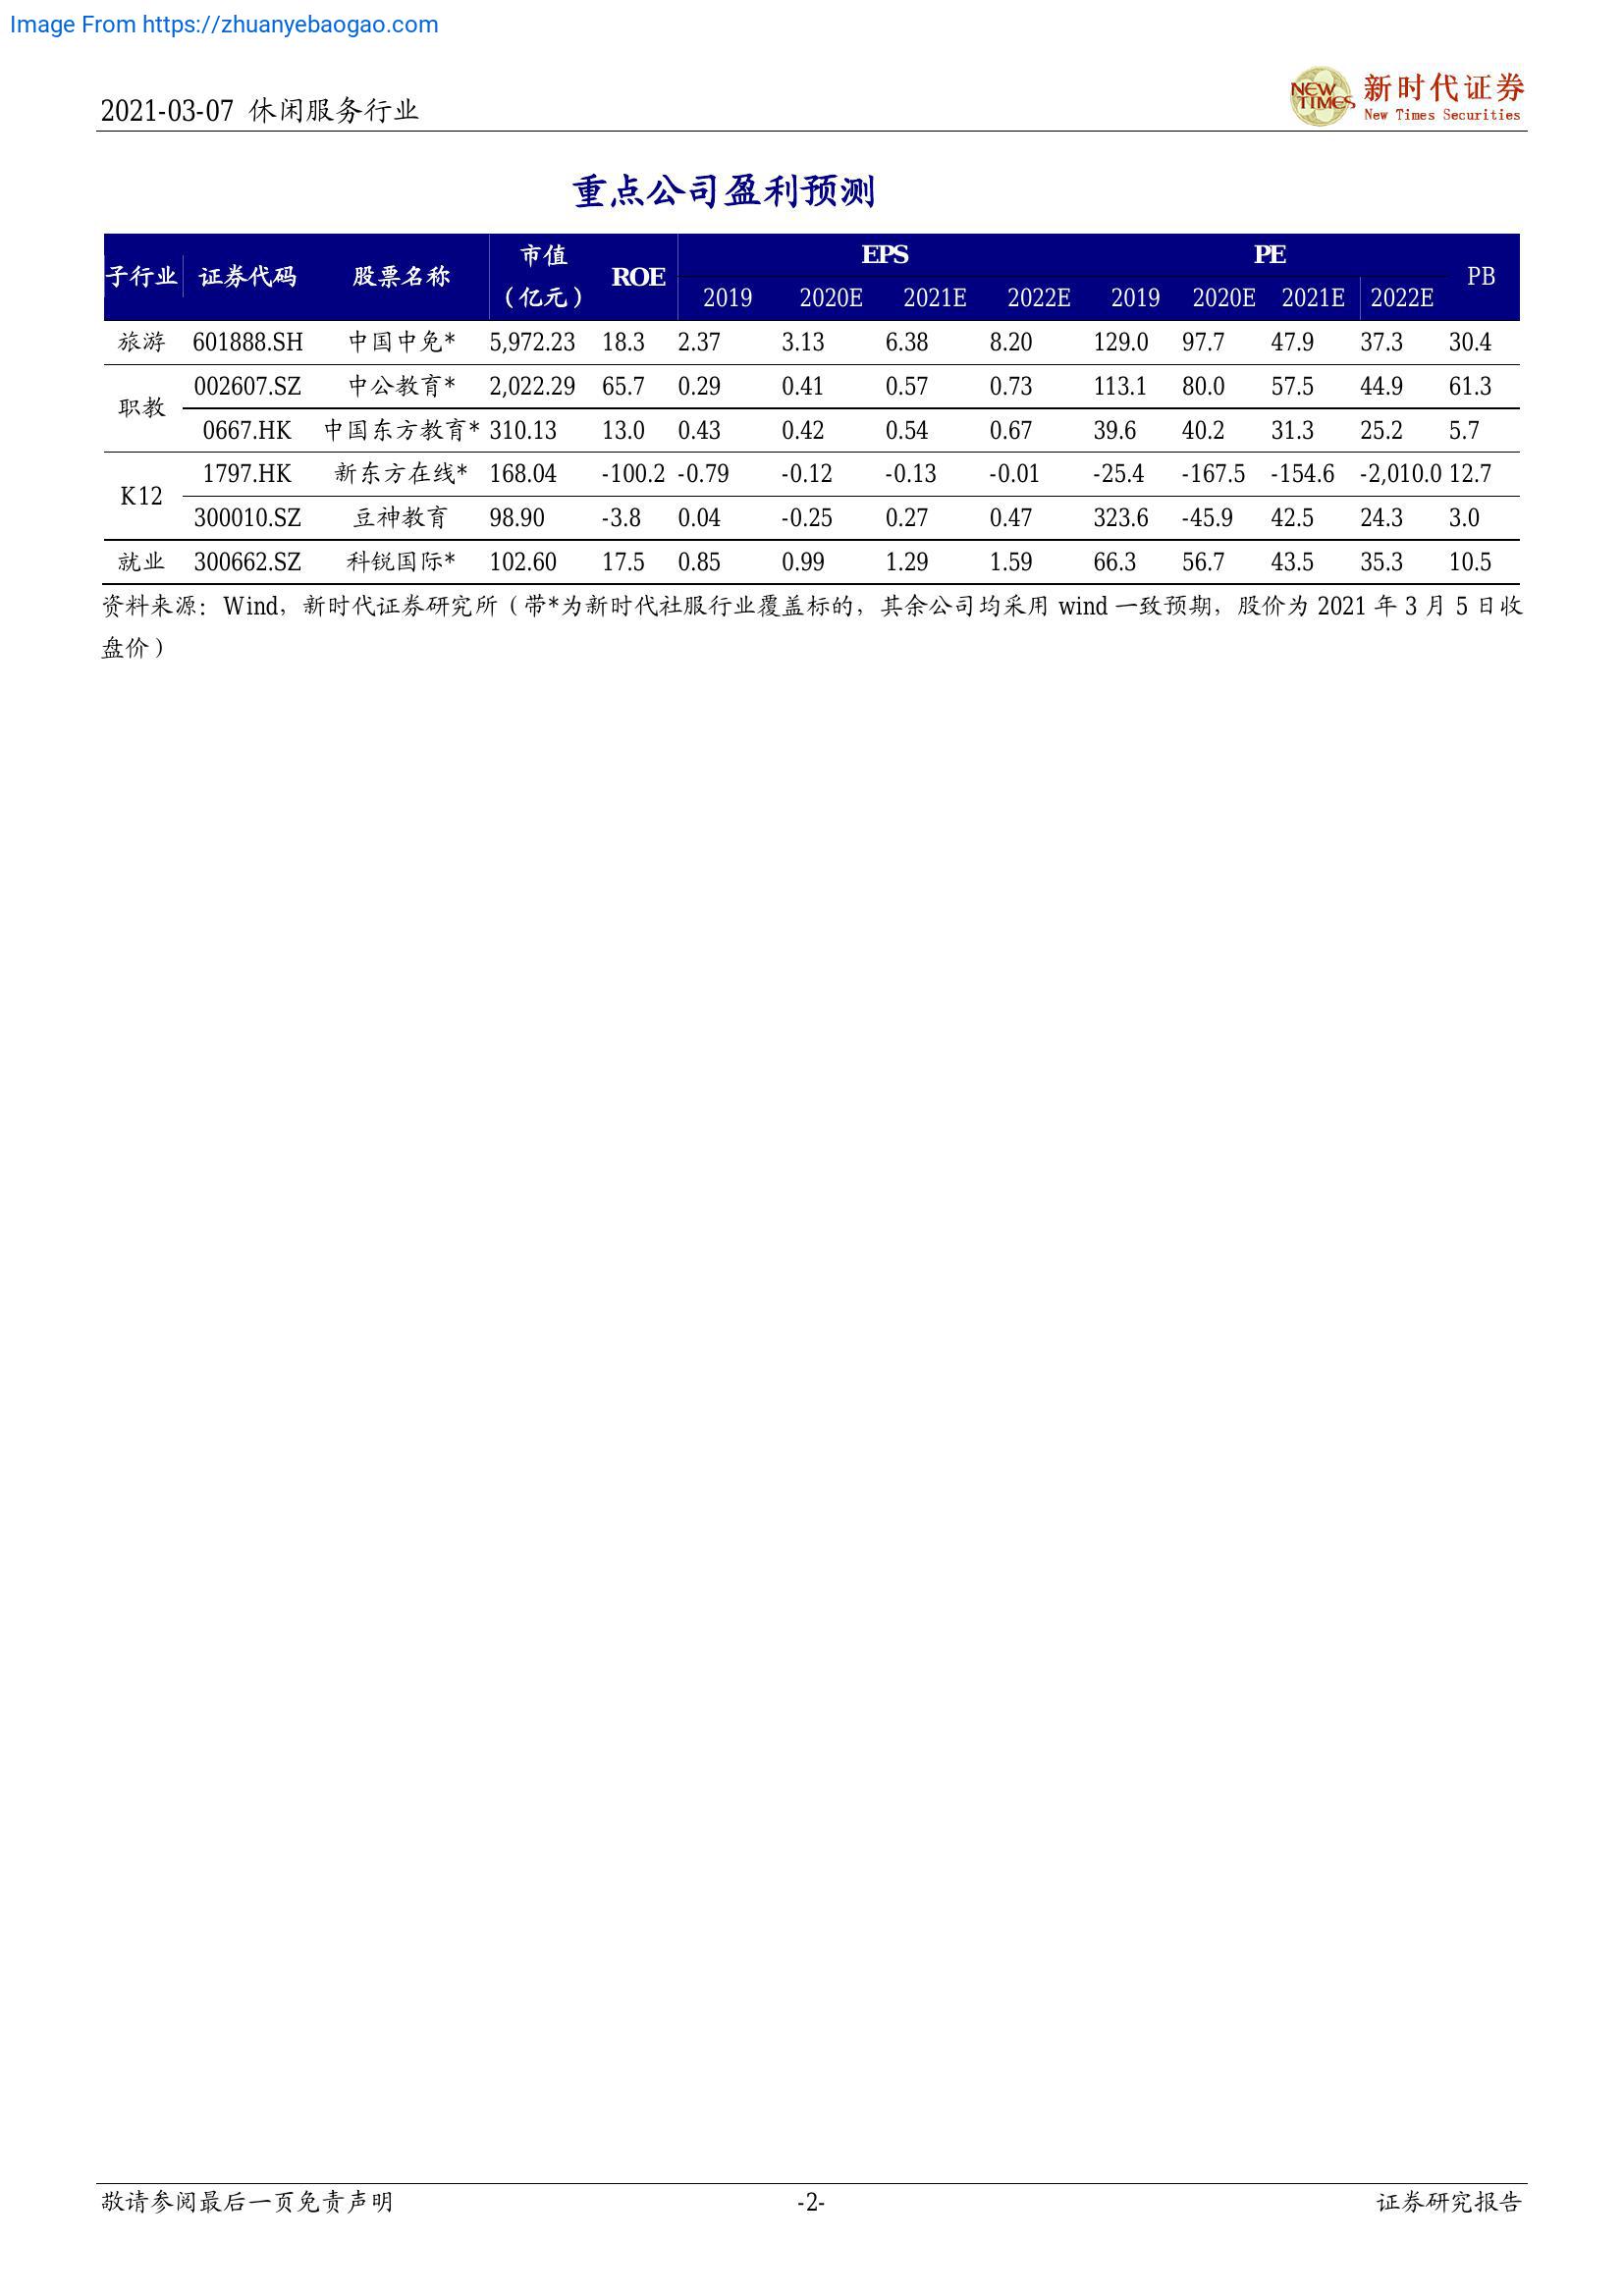 Image From https://zhuanyebaogao.com
2021-03-07 休闲服务行业
NEW TIMES 新时代证券
New Times Securities
重点公司盈利预测
子行业 证券代码 股票名称 市值（亿元） ROE EPS PE PB
2019 2020E 2021E 2022E 2019 2020E 2021E 2022E
旅游 601888.SH 中国中免* 5,972.23 18.3 2.37 3.13 6.38 8.20 129.0 97.7 47.9 37.3 30.4
职教 002607.SZ 中公教育* 2,022.29 65.7 0.29 0.41 0.57 0.73 113.1 80.0 57.5 44.9 61.3
0667.HK 中国东方教育* 310.13 13.0 0.43 0.42 0.54 0.67 39.6 40.2 31.3 25.2 5.7
K12 1797.HK 新东方在线* 168.04 -100.2 -0.79 -0.12 -0.13 -0.01 -25.4 -167.5 -154.6 -2,010.0 12.7
300010.SZ 豆神教育 98.90 -3.8 0.04 -0.25 0.27 0.47 323.6 -45.9 42.5 24.3 3.0
就业 300662.SZ 科锐国际* 102.60 17.5 0.85 0.99 1.29 1.59 66.3 56.7 43.5 35.3 10.5
资料来源：Wind，新时代证券研究所（带*为新时代社服行业覆盖标的，其余公司均采用 wind 一致预期，股价为 2021 年 3 月 5 日收
盘价）
敬请参阅最后一页免责声明 -2- 证券研究报告